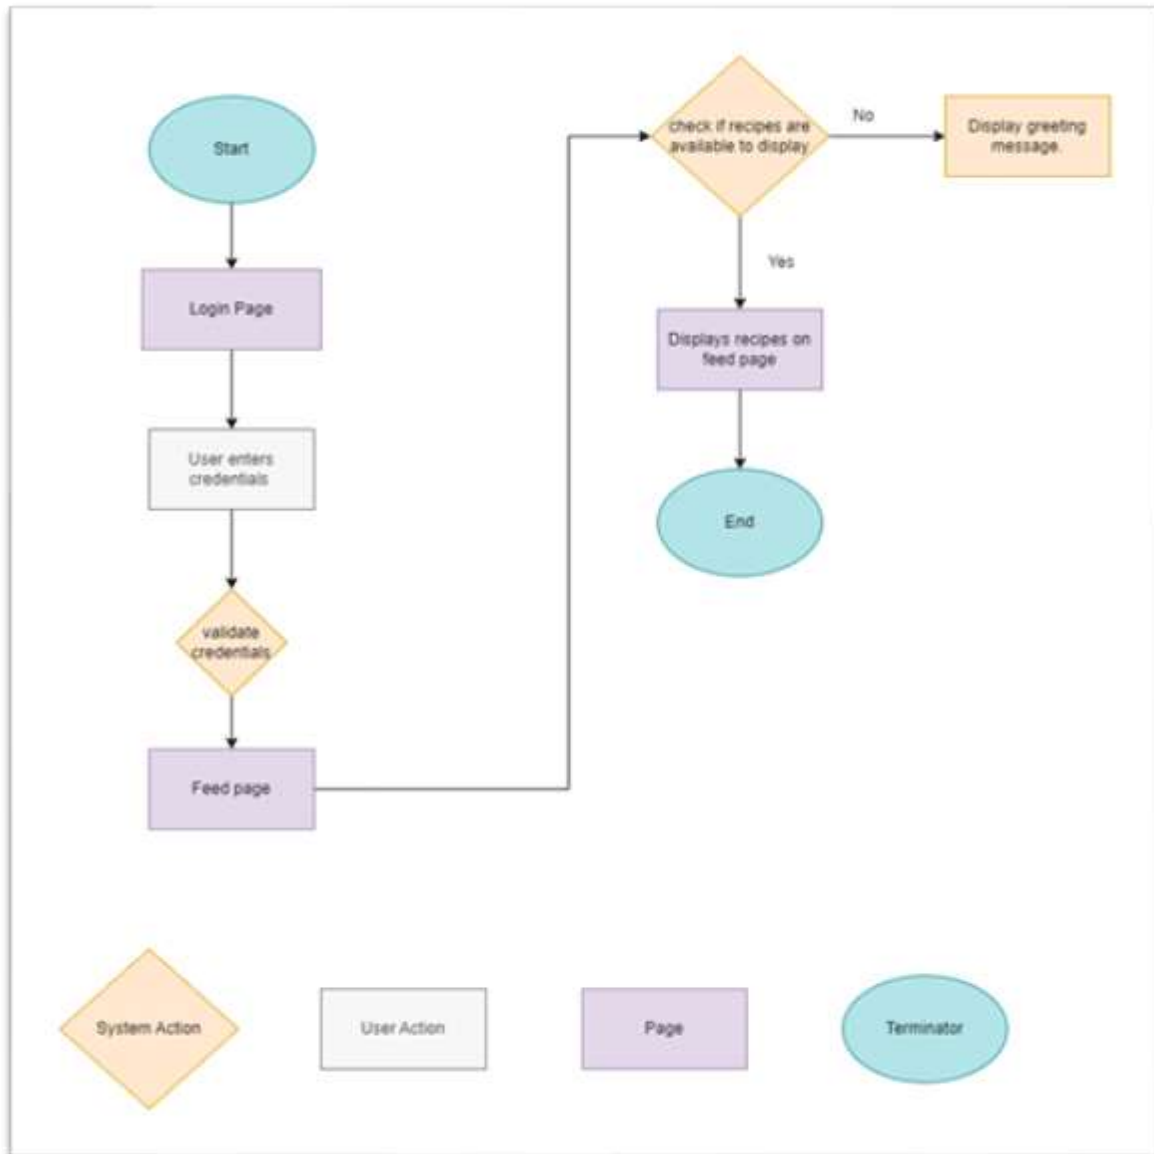 Start
Login Page
User enters
credentials
validate
credentials
Feed page
check if recipes are
available to display
No
Display greeting
message.
Yes
Displays recipes on
feed page
End
System Action
User Action
Page
Terminator